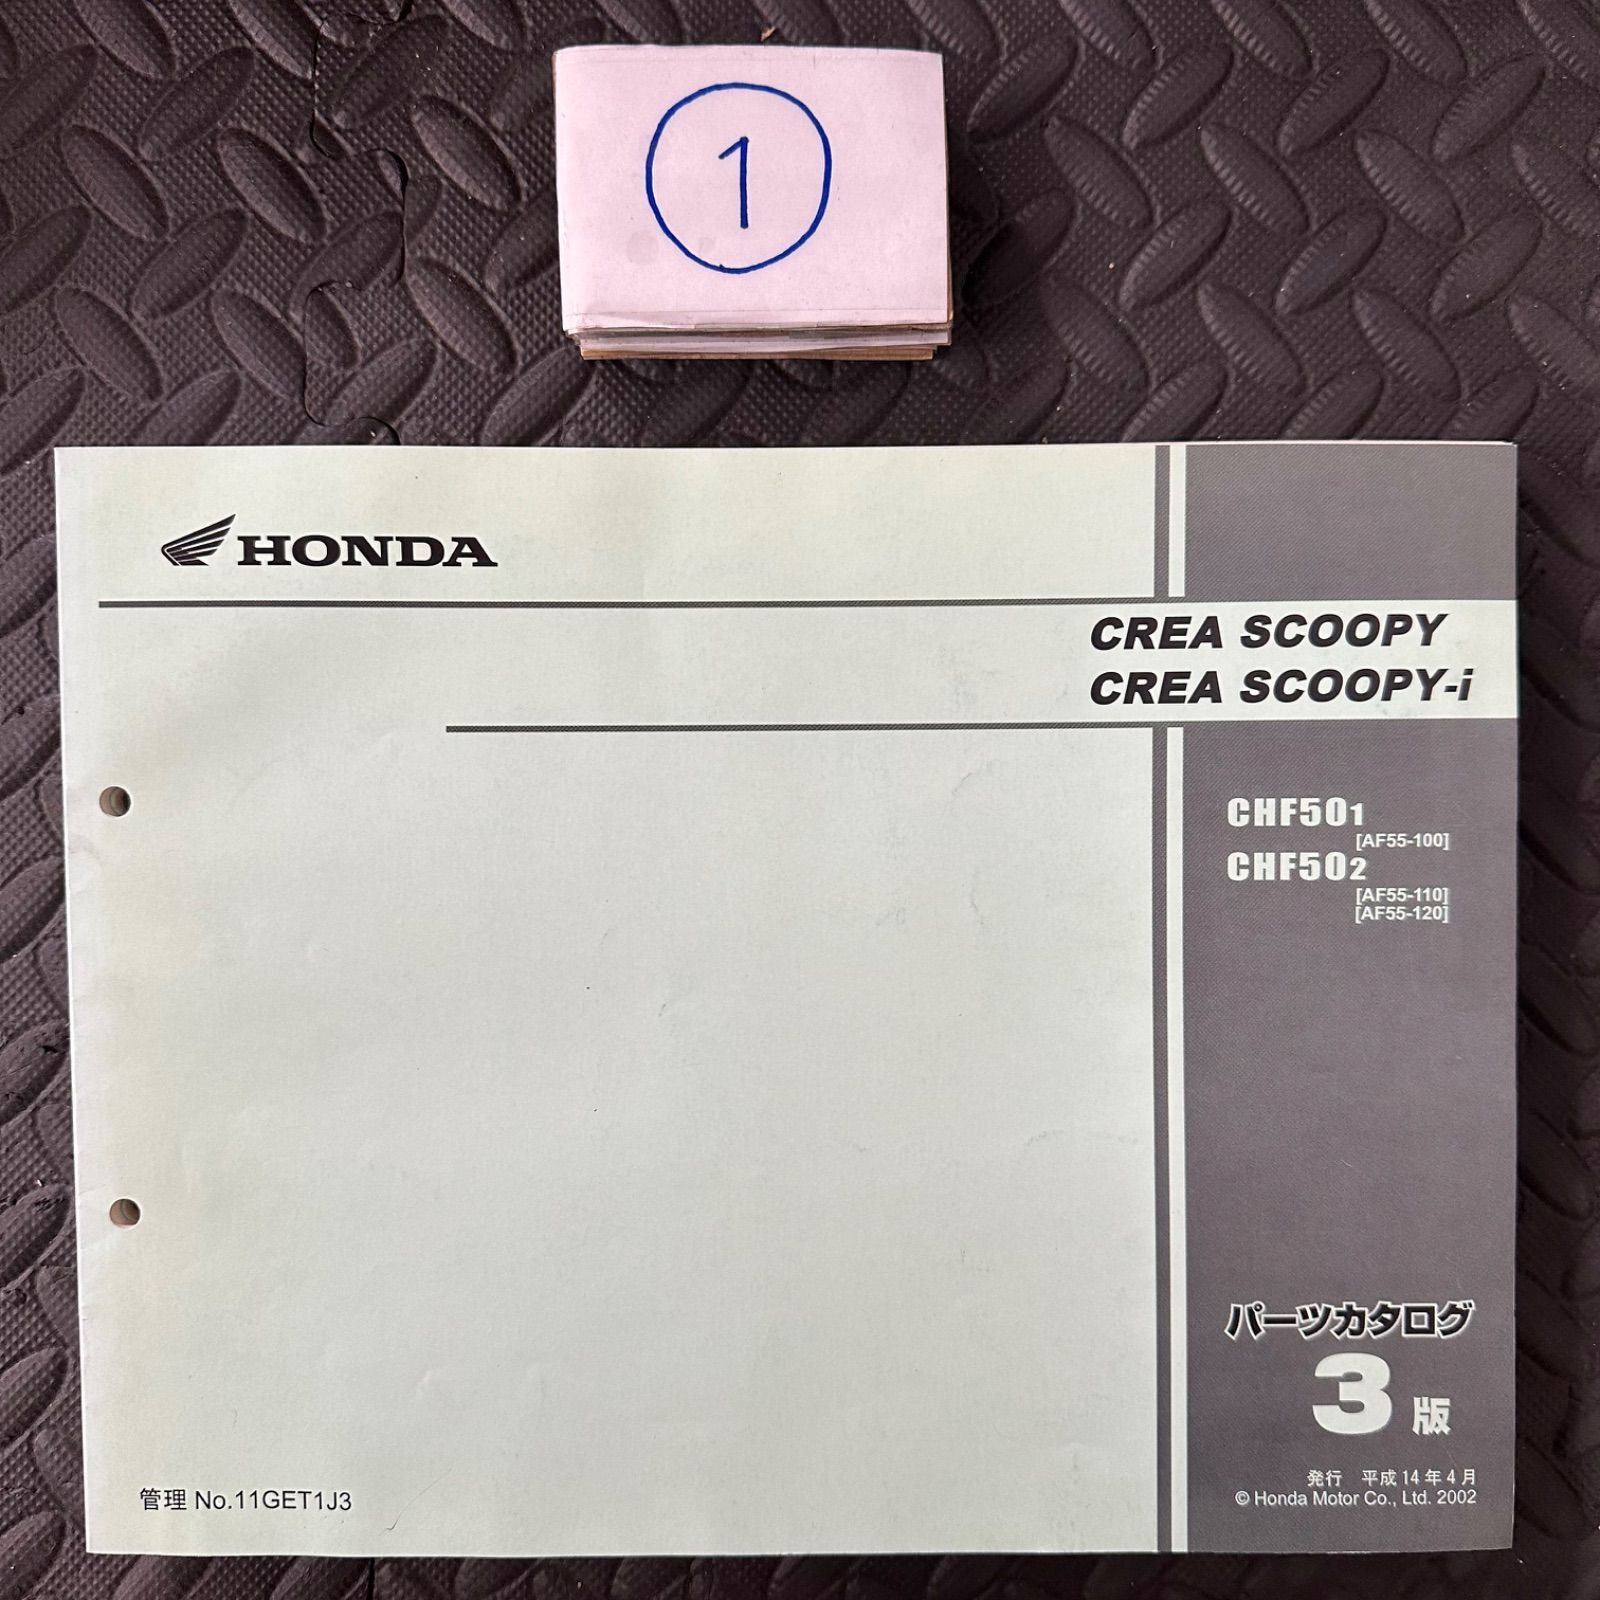 1
HONDA
CREA SCOOPY
CREA SCOOPY-i
CHF501
[AF55-100]
CHF502
[AF55-110]
[AF55-120]
パーツカタログ
3版
発行 平成14年4月
© Honda Motor Co., Ltd. 2002
管理 No.11GET1J3